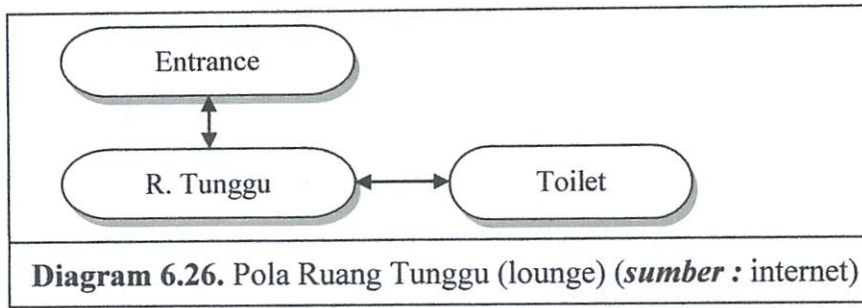 Entrance
R. Tunggu
Toilet
Diagram 6.26. Pola Ruang Tunggu (lounge) (sumber : internet)